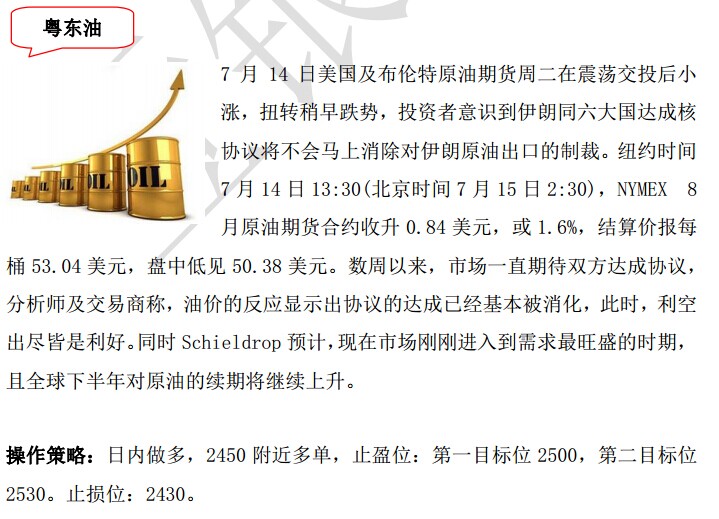 粤东油
7 月 14 日美国及布伦特原油期货周二在震荡交投后小
涨，扭转稍早跌势，投资者意识到伊朗同六大国达成核
协议将不会马上消除对伊朗原油出口的制裁。纽约时间
7 月 14 日 13:30(北京时间 7 月 15 日 2:30)，NYMEX 8
月原油期货合约收升 0.84 美元，或 1.6%，结算价报每
桶 53.04 美元，盘中低见 50.38 美元。数周以来，市场一直期待双方达成协议，
分析师及交易商称，油价的反应显示出协议的达成已经基本被消化，此时，利空
出尽皆是利好。同时 Schieldrop 预计，现在市场刚刚进入到需求最旺盛的时期，
且全球下半年对原油的续期将继续上升。
操作策略：日内做多，2450 附近多单，止盈位：第一目标位 2500，第二目标位
2530。止损位：2430。
OIL
OIL